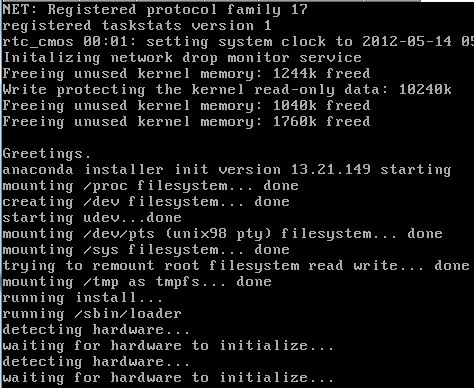 NET: Registered protocol family 17
registered taskstats version 1
rtc_cmos 00:01: setting system clock to 2012-05-14 05
Initalizing network drop monitor service
Freeing unused kernel memory: 1244k freed
Write protecting the kernel read-only data: 10240k
Freeing unused kernel memory: 1040k freed
Freeing unused kernel memory: 1760k freed
Greetings.
anaconda installer init version 13.21.149 starting
mounting /proc filesystem... done
creating /dev filesystem... done
starting udev...done
mounting /dev/pts (unix98 pty) filesystem... done
mounting /sys filesystem... done
trying to remount root filesystem read write... done
mounting /tmp as tmpfs... done
running install...
running /sbin/loader
detecting hardware...
waiting for hardware to initialize...
detecting hardware...
waiting for hardware to initialize...